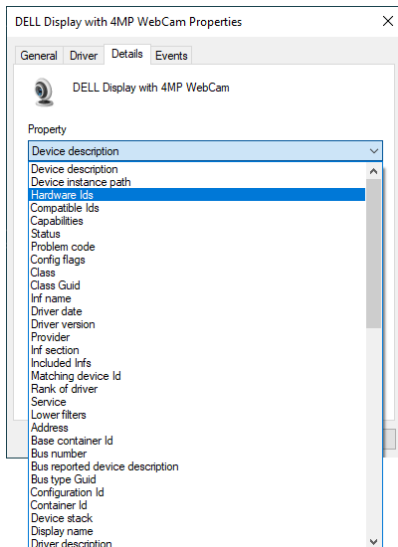 DELL Display with 4MP WebCam Properties
General Driver Details Events
DELL Display with 4MP WebCam
Property
Device description
Device description
Device instance path
Hardware Ids
Compatible Ids
Capabilities
Status
Problem code
Config flags
Class
Class Guid
Inf name
Driver date
Driver version
Provider
Inf section
Included Infs
Matching device Id
Rank of driver
Service
Lower filters
Address
Base container Id
Bus number
Bus reported device description
Bus type Guid
Configuration Id
Container Id
Device stack
Display name
Driver description